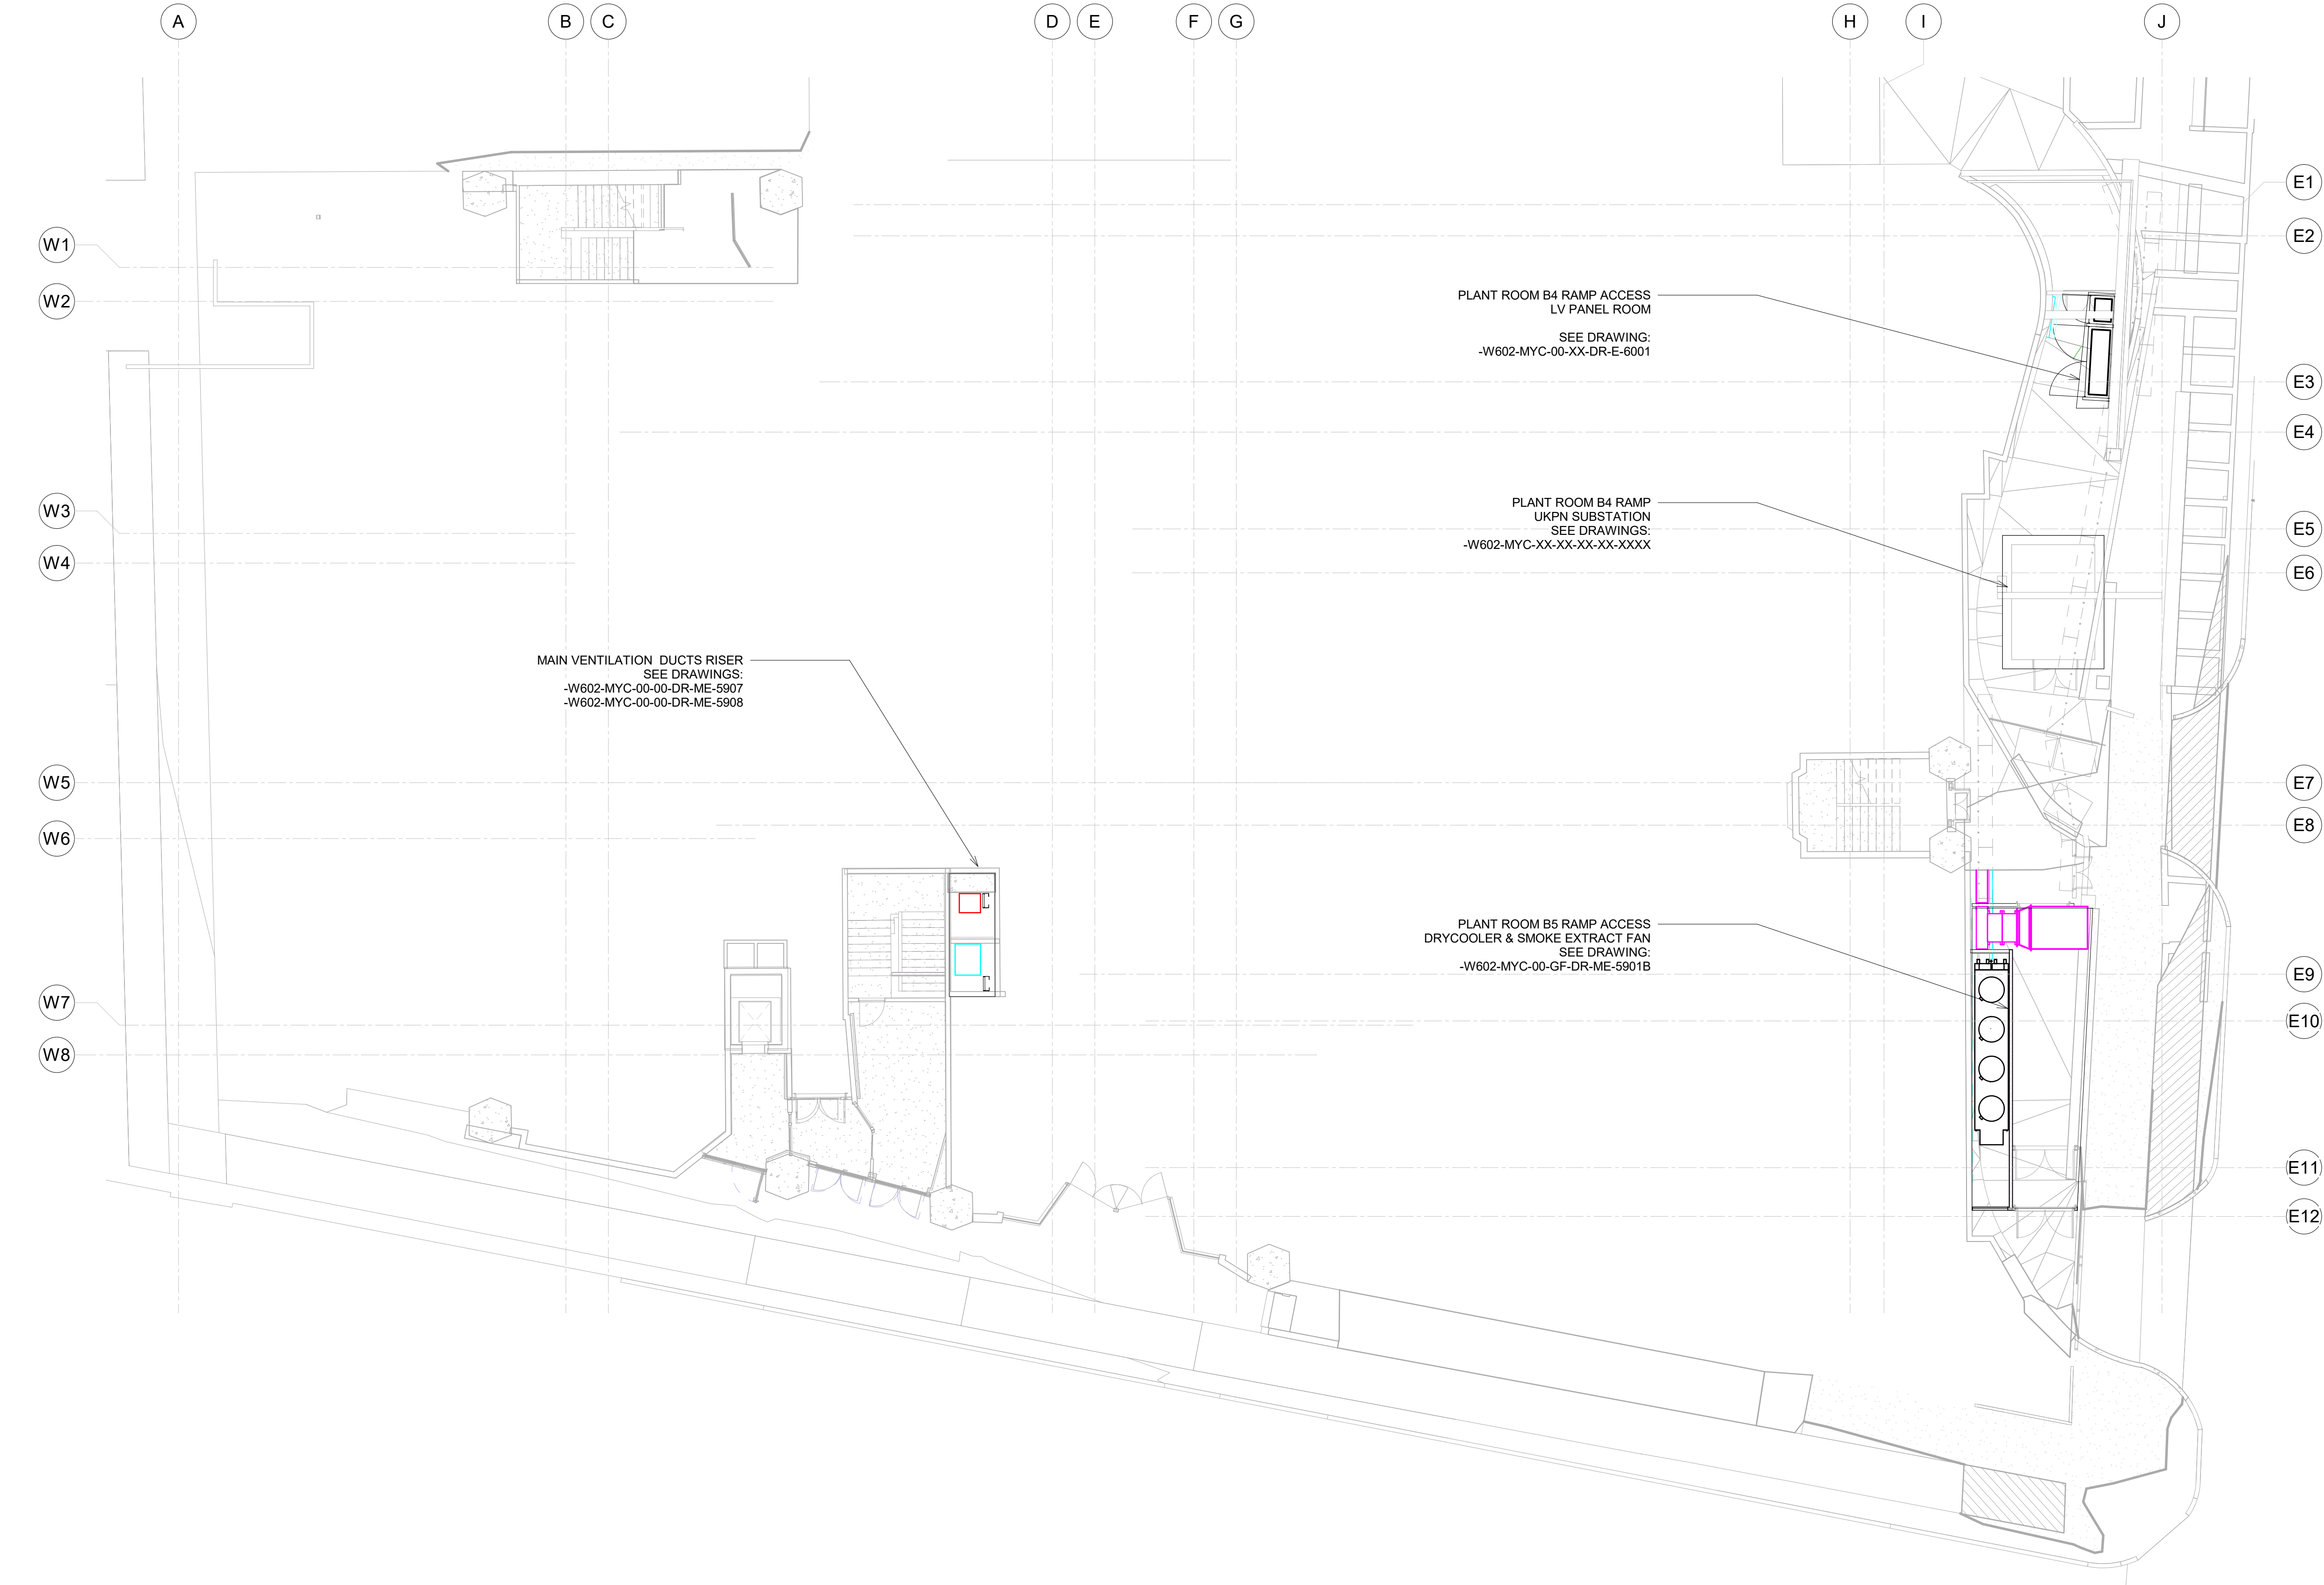 A
B
C
D
E
F
G
H
I
J
E1
E2
W1
W2
PLANT ROOM B4 RAMP ACCESS
LV PANEL ROOM
SEE DRAWING:
-W602-MYC-00-XX-DR-E-6001
E3
E4
W3
W4
PLANT ROOM B4 RAMP
UKPN SUBSTATION
SEE DRAWINGS:
-W602-MYC-XX-XX-XX-XX-XXXX
E5
E6
MAIN VENTILATION  DUCTS RISER
SEE DRAWINGS:
-W602-MYC-00-00-DR-ME-5907
-W602-MYC-00-00-DR-ME-5908
W5
W6
E7
E8
PLANT ROOM B5 RAMP ACCESS
DRYCOOLER & SMOKE EXTRACT FAN
SEE DRAWING:
-W602-MYC-00-GF-DR-ME-5901B
E9
W7
E10
W8
E11
E12